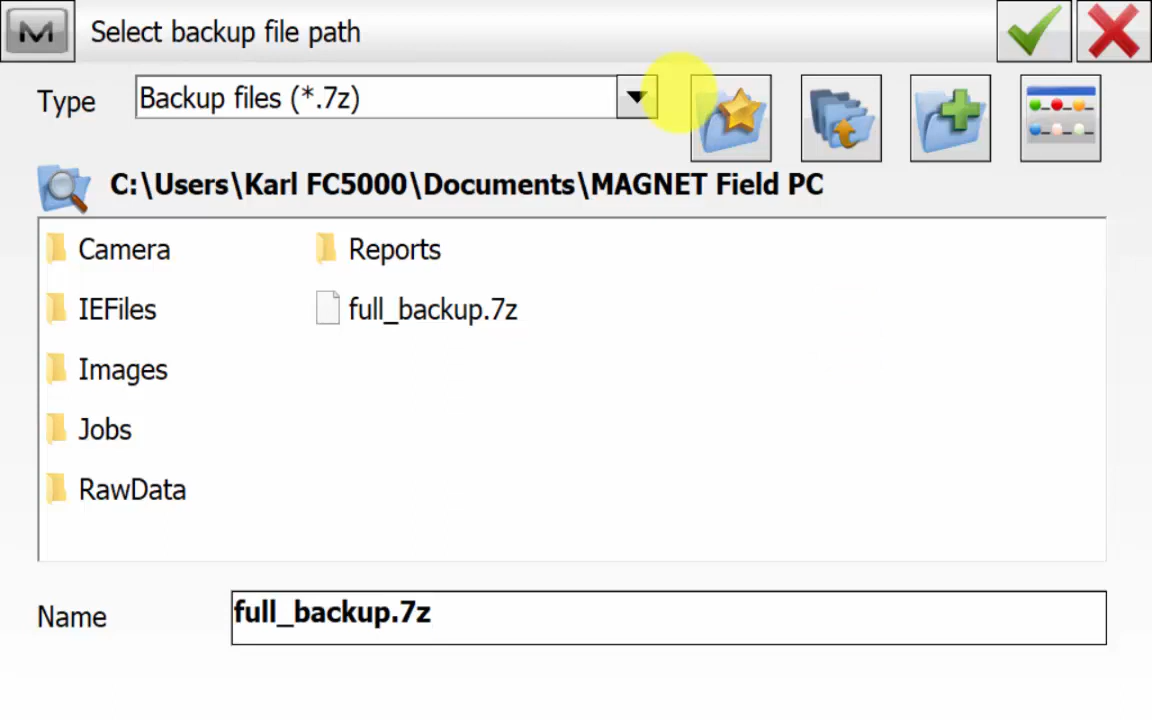 Select backup file path
Type
Backup files (*.7z)
C:\Users\Karl FC5000\Documents\MAGNET Field PC
Camera
IEFiles
Images
Jobs
RawData
Reports
full_backup.7z
Name
full_backup.7z